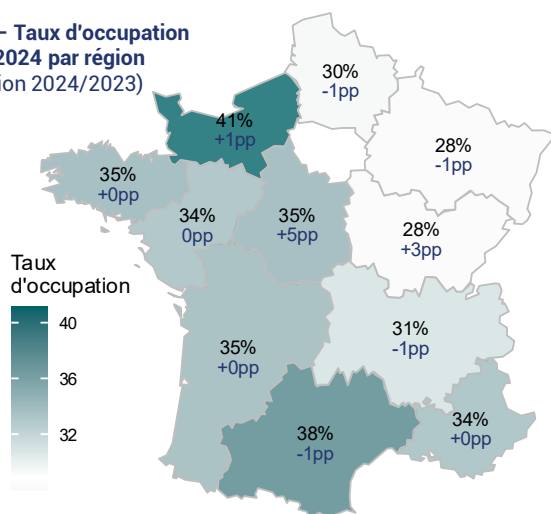 – Taux d'occupation
2024 par région
ion 2024/2023)
30%
-1pp
41%
+1pp
28%
-1pp
35%
+0pp
34%
0pp
35%
+5pp
28%
+3pp
Taux
d'occupation
40
36
32
35%
+0pp
31%
-1pp
38%
-1pp
34%
+0pp